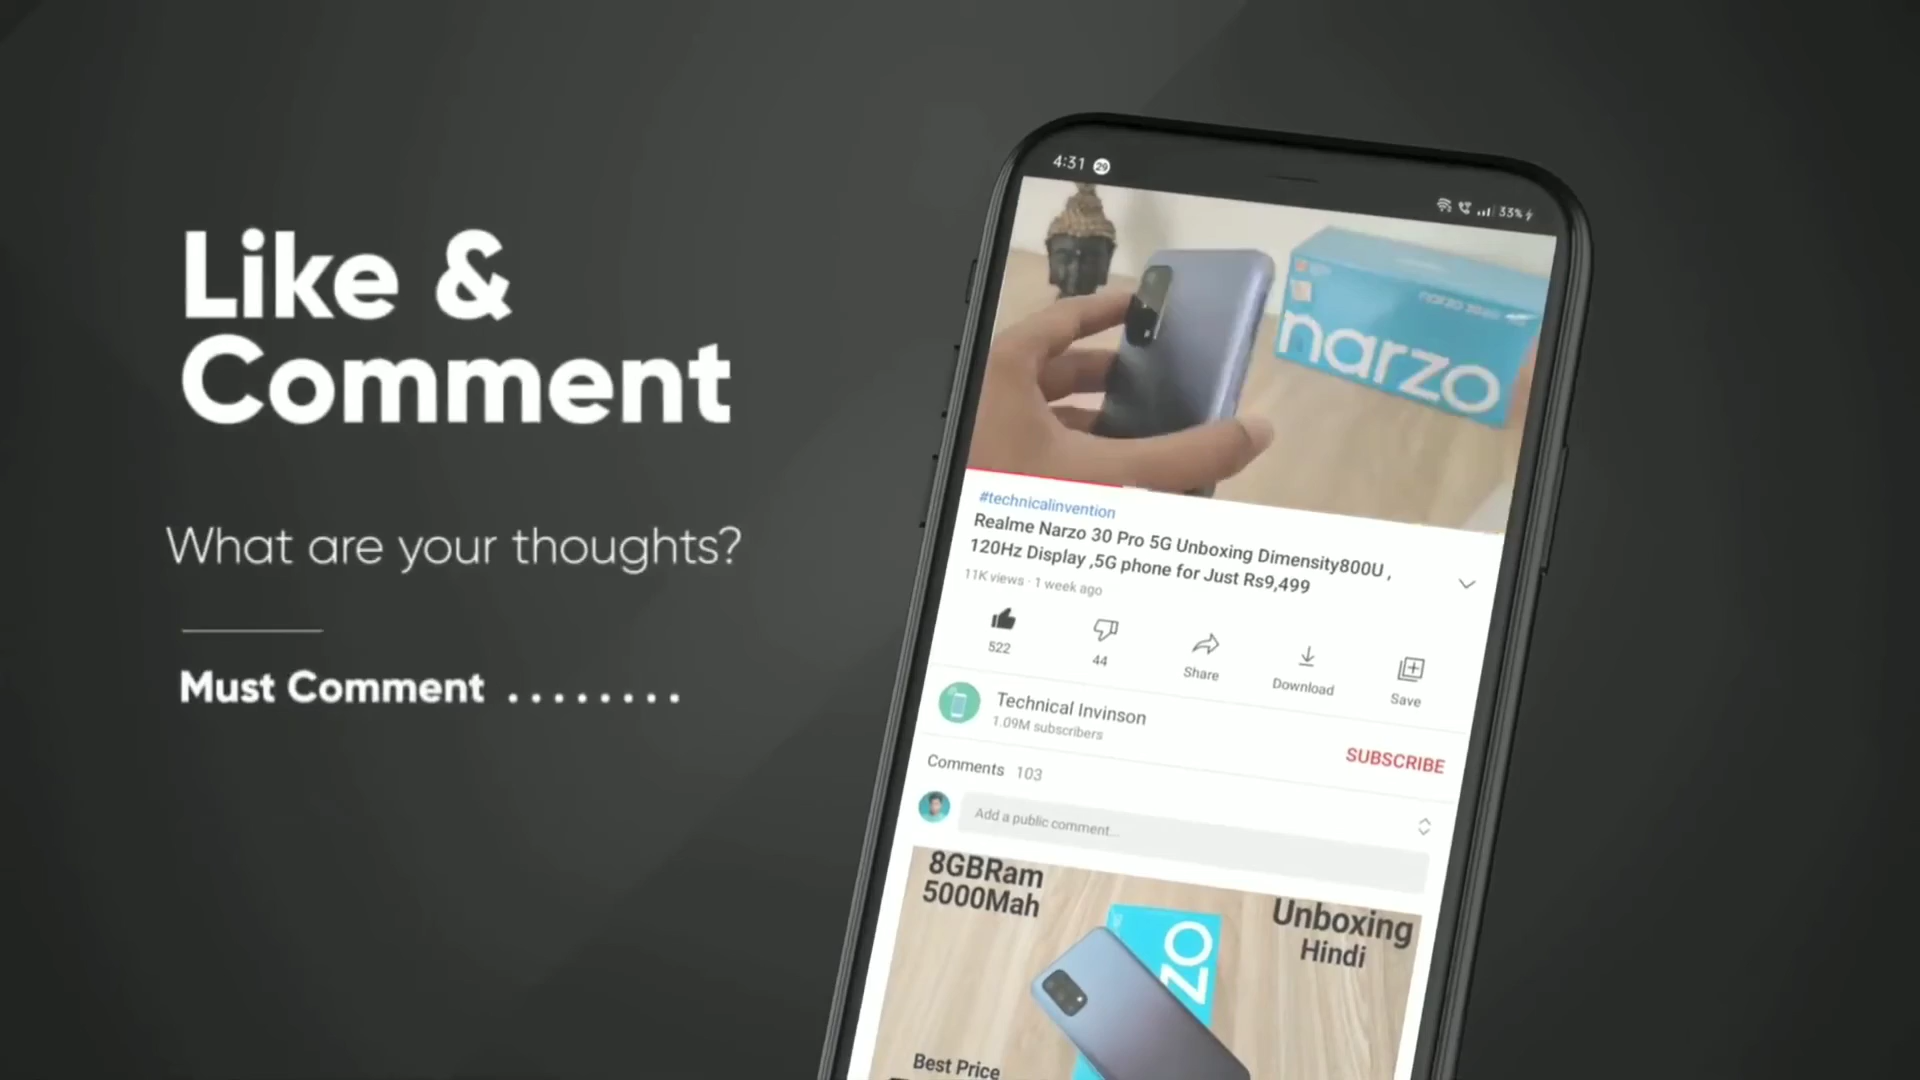 Like &
Comment
What are your thoughts?
Must Comment ........
4:31 29
33%
narzo
#technicalinvention
Realme Narzo 30 Pro 5G Unboxing Dimensity800U ,
120Hz Display ,5G phone for Just Rs9,499
11K views · 1 week ago
522
44
Share
Download
Save
Technical Invinson
1.09M subscribers
SUBSCRIBE
Comments 103
Add a public comment...
8GBRam
5000Mah
Unboxing
Hindi
zo
Best Price